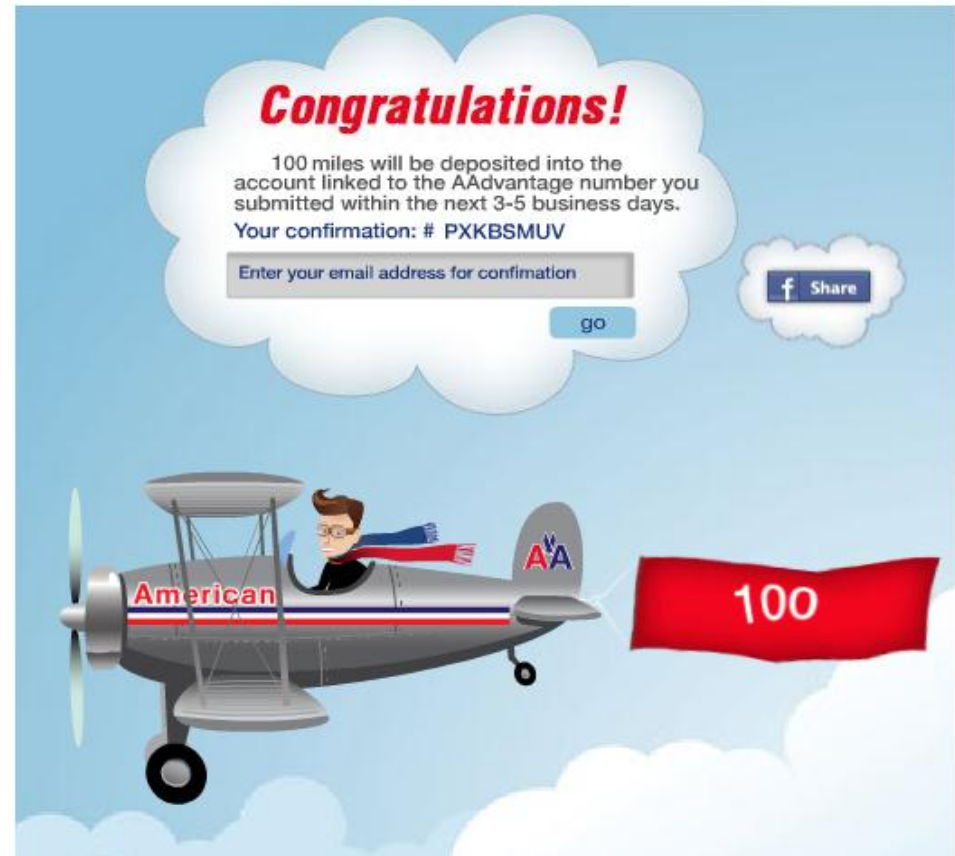 Congratulations!
100 miles will be deposited into the
account linked to the AAdvantage number you
submitted within the next 3-5 business days.
Your confirmation: # PXKBSMUV
Enter your email address for confimation
go
f Share
American
AA
100